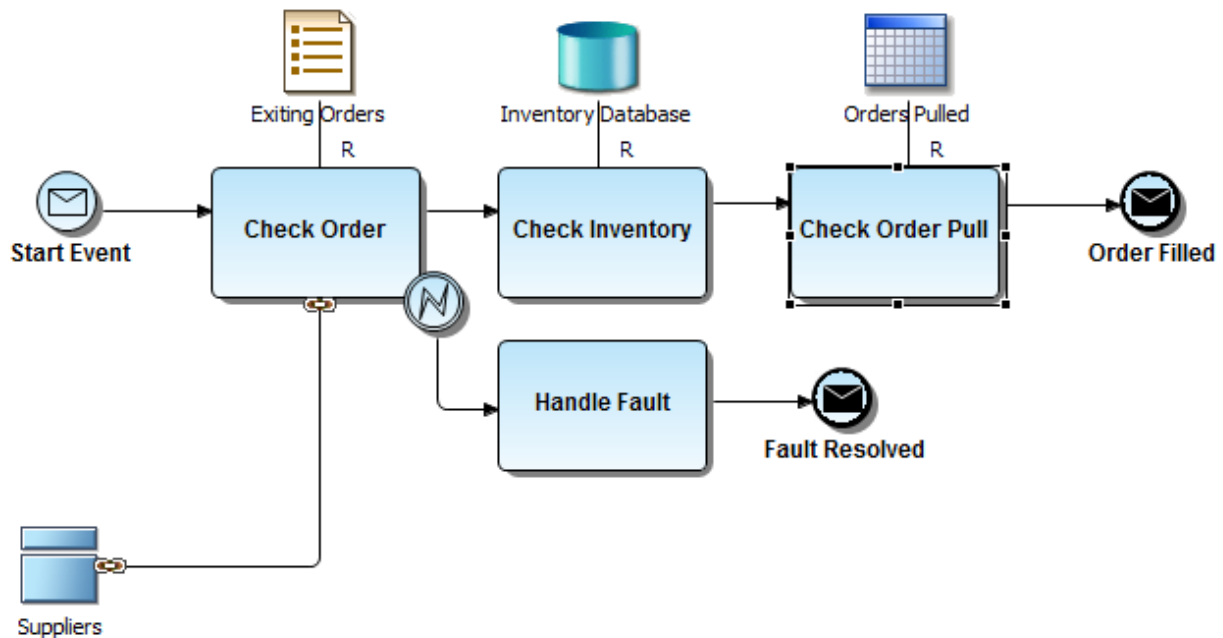 Exiting Orders
Inventory Database
Orders Pulled
R
R
R
Check Order
Check Inventory
Check Order Pull
Start Event
Order Filled
Handle Fault
Fault Resolved
Suppliers